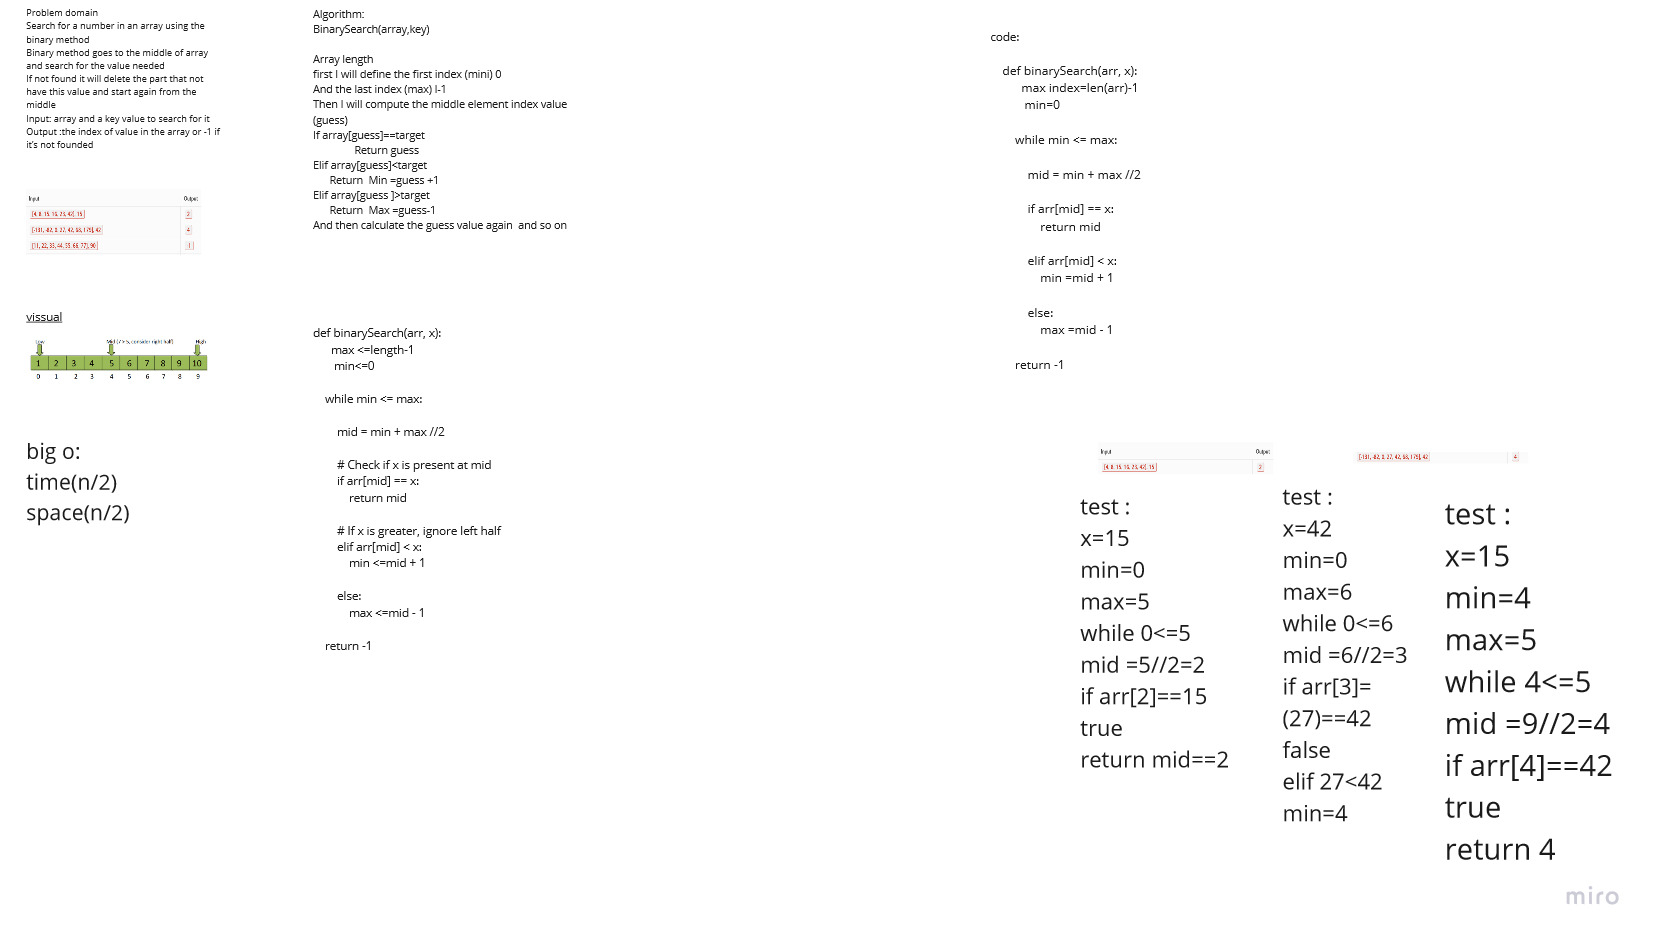 Problem domain
Search for a number in an array using the
binary method
Binary method goes to the middle of array
and search for the value needed
If not found it will delete the part that not
have this value and start again from the
middle
Input: array and a key value to search for it
Output :the index of value in the array or -1 if
it's not founded
Input Output
[4, 8, 15, 16, 23, 42], 15 2
[-131, -82, 0, 27, 42, 68, 179], 42 4
[11, 22, 33, 44, 55, 66, 77], 90 -1
vissual
Low Mid (7 > 5, consider right half) High
1 2 3 4 5 6 7 8 9 10
0 1 2 3 4 5 6 7 8 9
big o:
time(n/2)
space(n/2)
Algorithm:
BinarySearch(array,key)
Array length
first I will define the first index (mini) 0
And the last index (max) l-1
Then I will compute the middle element index value
(guess)
If array[guess]==target
Return guess
Elif array[guess]<target
Return  Min =guess +1
Elif array[guess ]>target
Return  Max =guess-1
And then calculate the guess value again  and so on
def binarySearch(arr, x):
max <=length-1
min<=0
while min <= max:
mid = min + max //2
# Check if x is present at mid
if arr[mid] == x:
return mid
# If x is greater, ignore left half
elif arr[mid] < x:
min <=mid + 1
else:
max <=mid - 1
return -1
code:
def binarySearch(arr, x):
max index=len(arr)-1
min=0
while min <= max:
mid = min + max //2
if arr[mid] == x:
return mid
elif arr[mid] < x:
min =mid + 1
else:
max =mid - 1
return -1
Input Output
[4, 8, 15, 16, 23, 42], 15 2
test :
x=15
min=0
max=5
while 0<=5
mid =5//2=2
if arr[2]==15
true
return mid==2
[-131, -82, 0, 27, 42, 68, 179], 42 4
test :
x=42
min=0
max=6
while 0<=6
mid =6//2=3
if arr[3]=
(27)==42
false
elif 27<42
min=4
test :
x=15
min=4
max=5
while 4<=5
mid =9//2=4
if arr[4]==42
true
return 4
miro